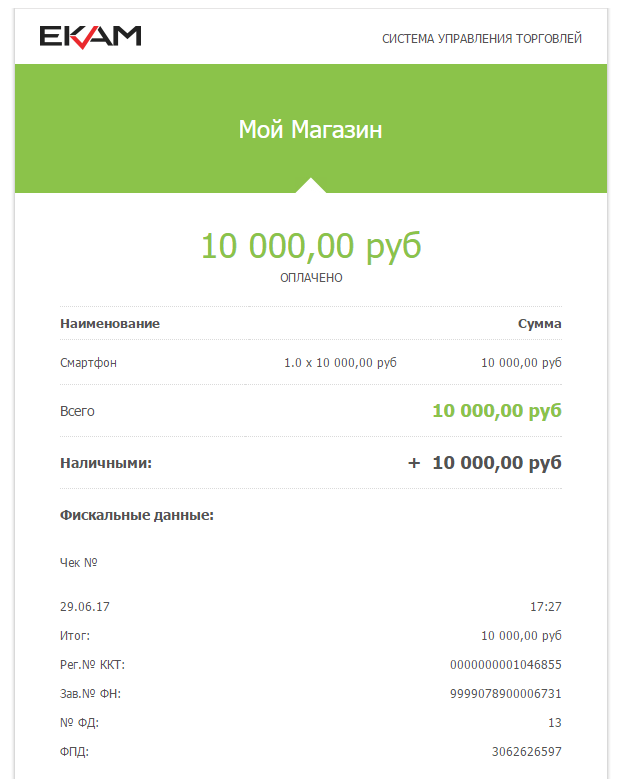 ЕКАМ
СИСТЕМА УПРАВЛЕНИЯ ТОРГОВЛЕЙ
Мой Магазин
10 000,00 руб
ОПЛАЧЕНО
Наименование Сумма
Смартфон 1.0 x 10 000,00 руб 10 000,00 руб
Всего 10 000,00 руб
Наличными: + 10 000,00 руб
Фискальные данные:
Чек №
29.06.17 17:27
Итог: 10 000,00 руб
Рег.№ ККТ: 0000000001046855
Зав.№ ФН: 9999078900006731
№ ФД: 13
ФПД: 3062626597